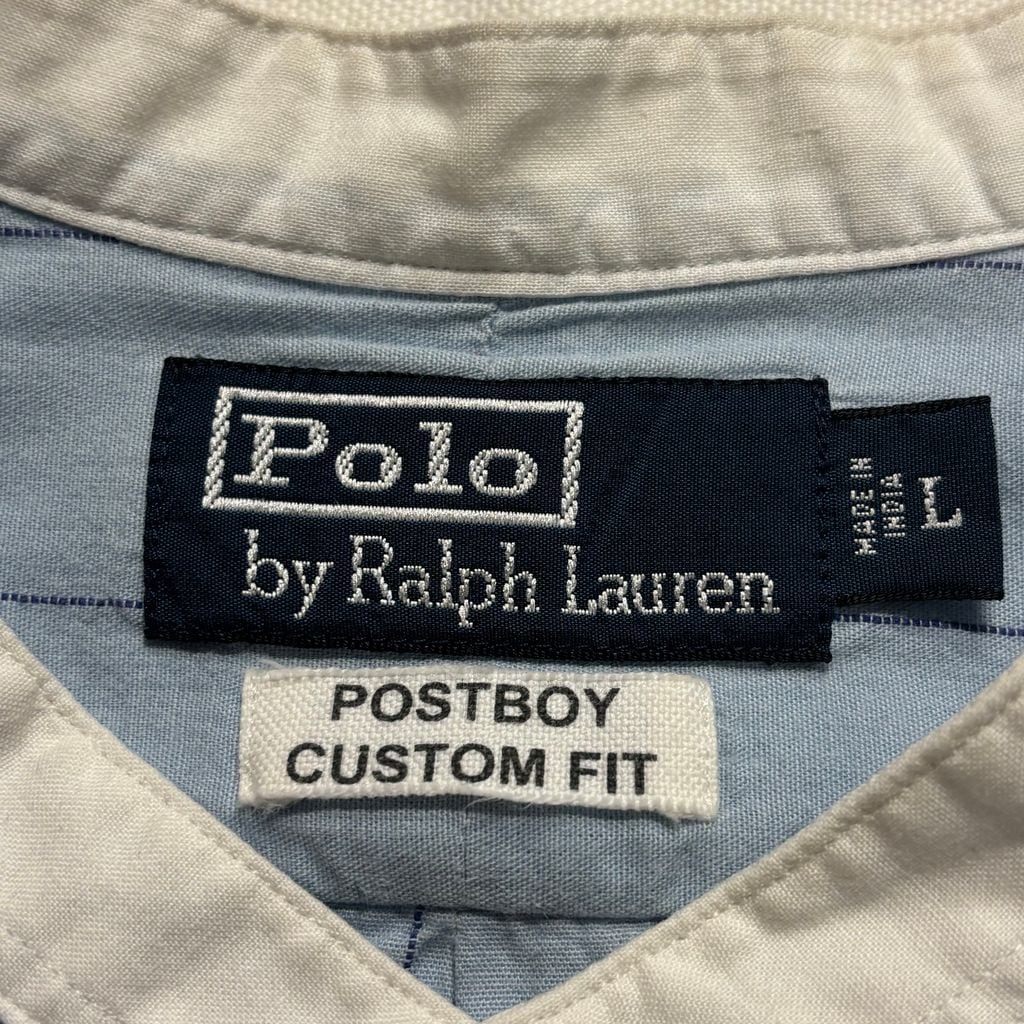 Polo
by Ralph Lauren
MADE IN
INDIA
L
POSTBOY
CUSTOM FIT